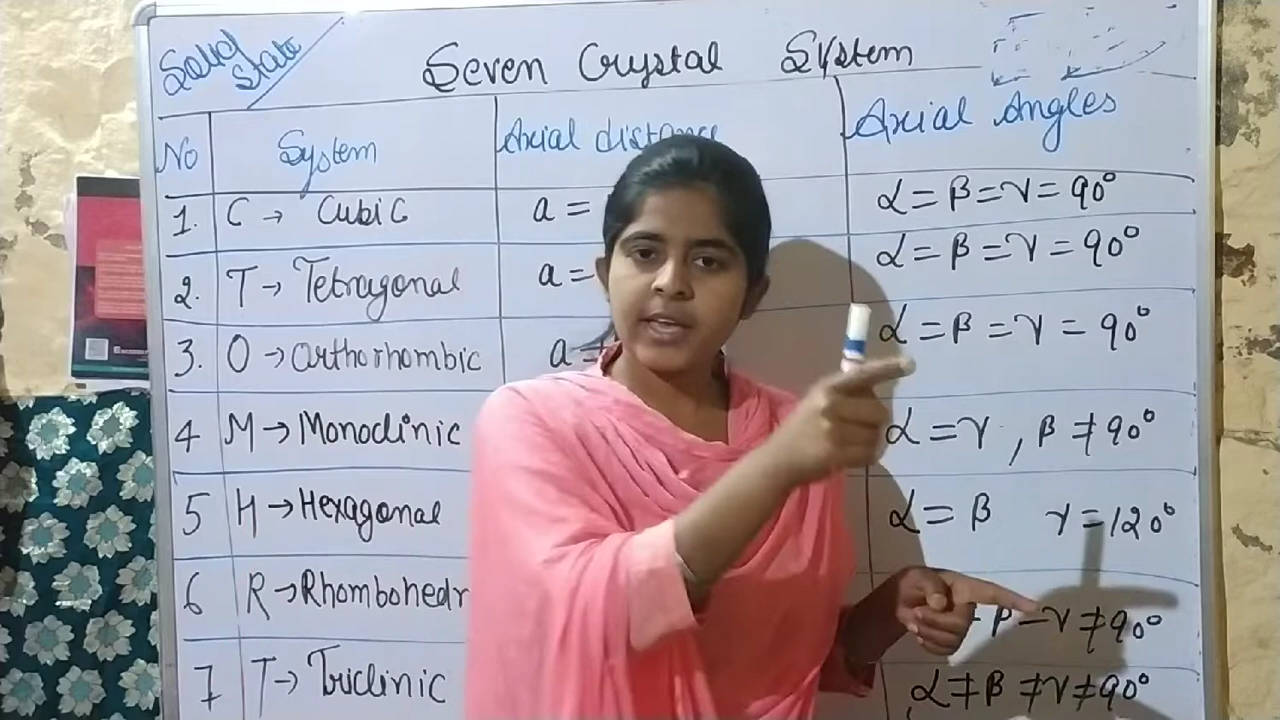 Solid State
Seven Crystal System
No System Axial distance Axial Angles
1. C → Cubic a = α = β = γ = 90°
2. T → Tetragonal a = α = β = γ = 90°
3. O → Orthorhombic a ≠ α = β = γ = 90°
4 M → Monoclinic α = γ , β ≠ 90°
5 H → Hexagonal α = β γ = 120°
6 R → Rhombohedr = β = γ ≠ 90°
7 T → Triclinic α ≠ β ≠ γ ≠ 90°